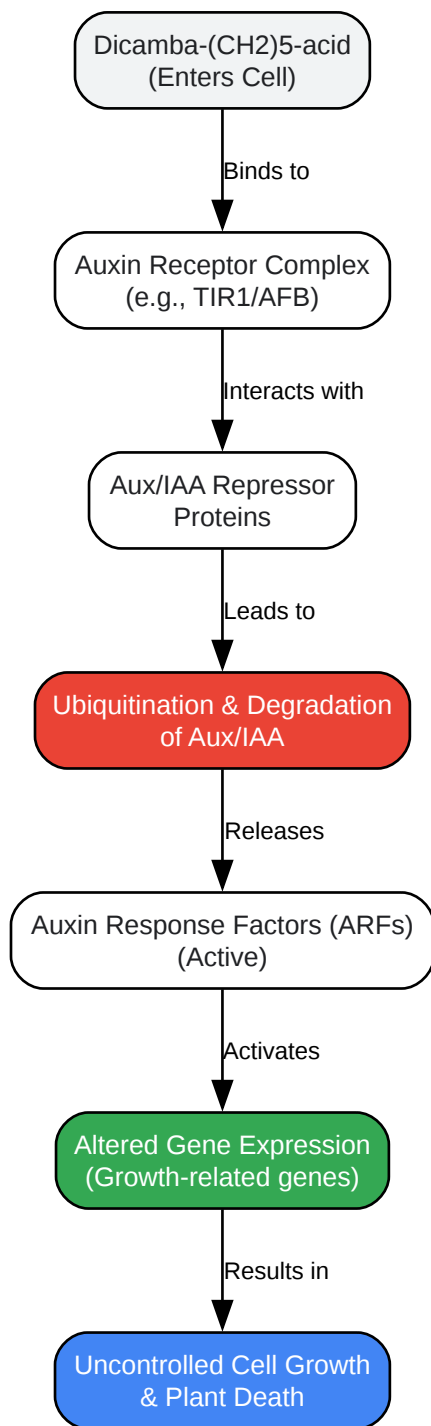 Dicamba-(CH2)5-acid
(Enters Cell)
Binds to
Auxin Receptor Complex
(e.g., TIR1/AFB)
Interacts with
Aux/IAA Repressor
Proteins
Leads to
Ubiquitination & Degradation
of Aux/IAA
Releases
Auxin Response Factors (ARFs)
(Active)
Activates
Altered Gene Expression
(Growth-related genes)
Results in
Uncontrolled Cell Growth
& Plant Death